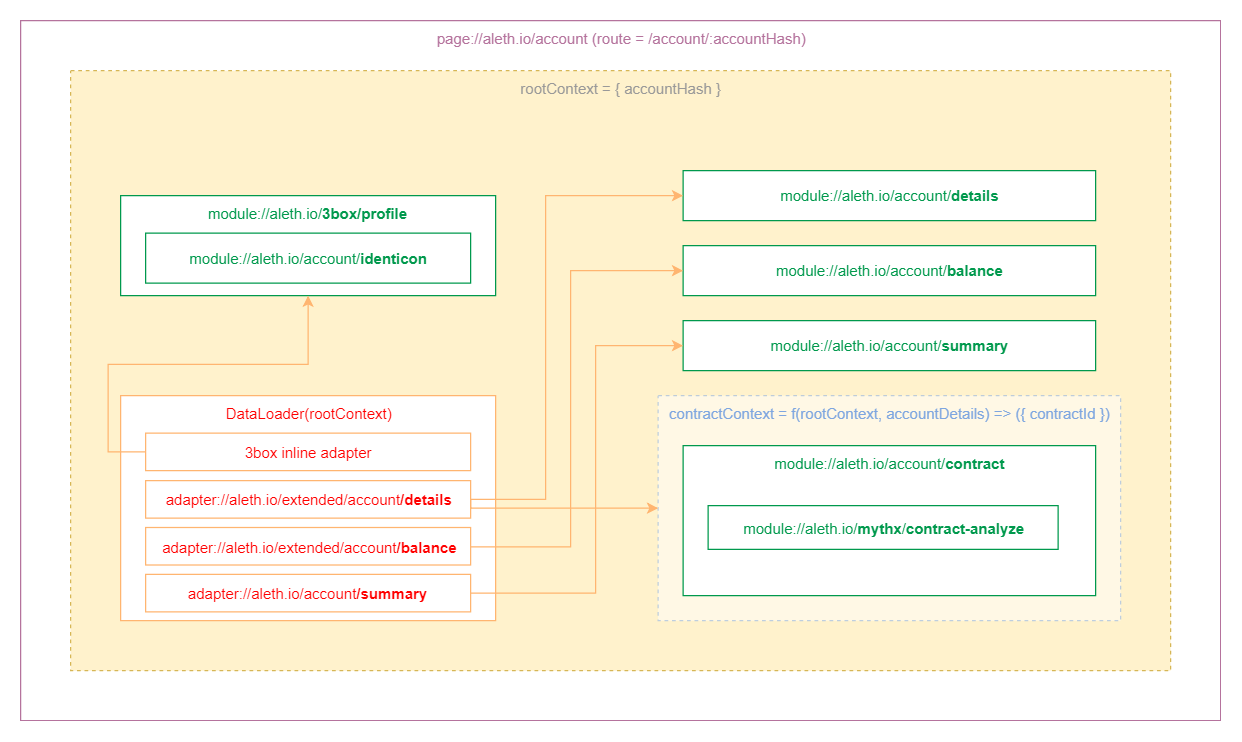 page://aleth.io/account (route = /account/:accountHash)
rootContext = { accountHash }
module://aleth.io/3box/profile
module://aleth.io/account/identicon
module://aleth.io/account/details
module://aleth.io/account/balance
module://aleth.io/account/summary
DataLoader(rootContext)
3box inline adapter
adapter://aleth.io/extended/account/details
adapter://aleth.io/extended/account/balance
adapter://aleth.io/account/summary
contractContext = f(rootContext, accountDetails) => ({ contractId })
module://aleth.io/account/contract
module://aleth.io/mythx/contract-analyze